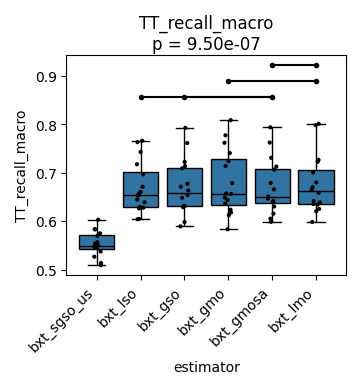 TT_recall_macro
p = 9.50e-07
TT_recall_macro
0.9
0.8
0.7
0.6
0.5
bxt_sgso_us
bxt_lso
bxt_gso
bxt_gmo
bxt_gmosa
bxt_lmo
estimator